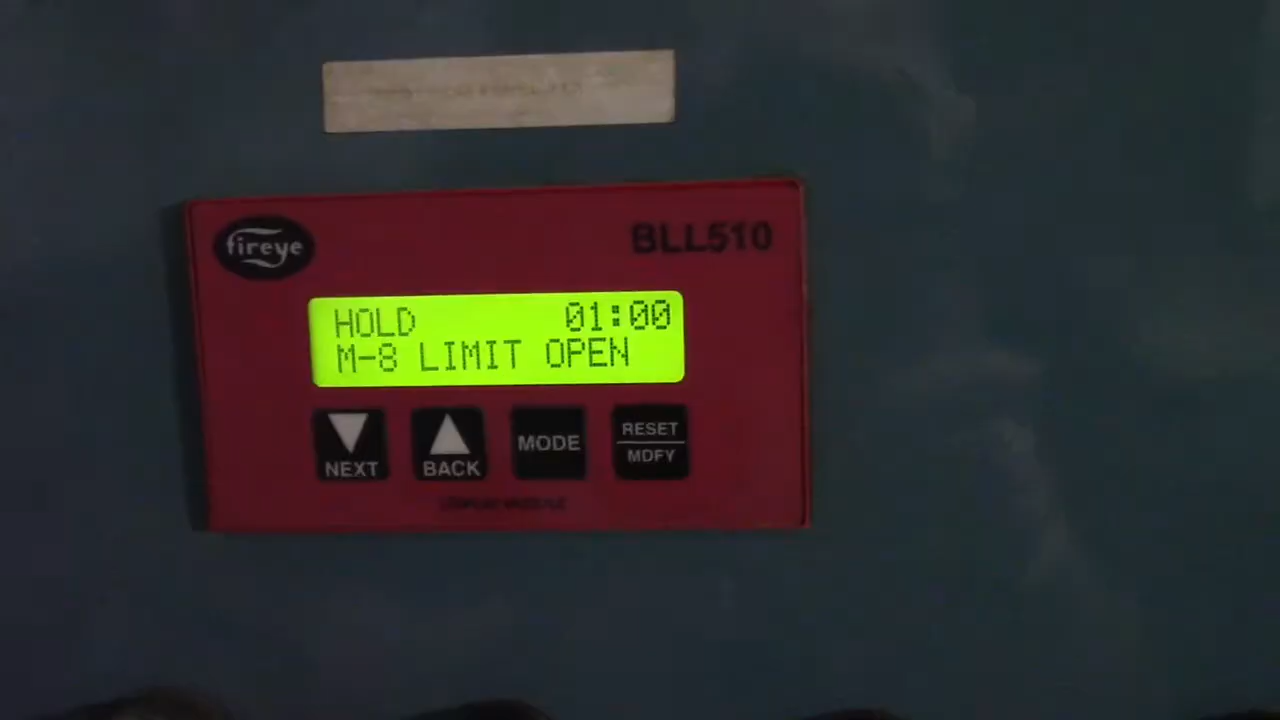 fireye
BLL510
HOLD 01:00
M-8 LIMIT OPEN
NEXT
BACK
MODE
RESET
MDFY